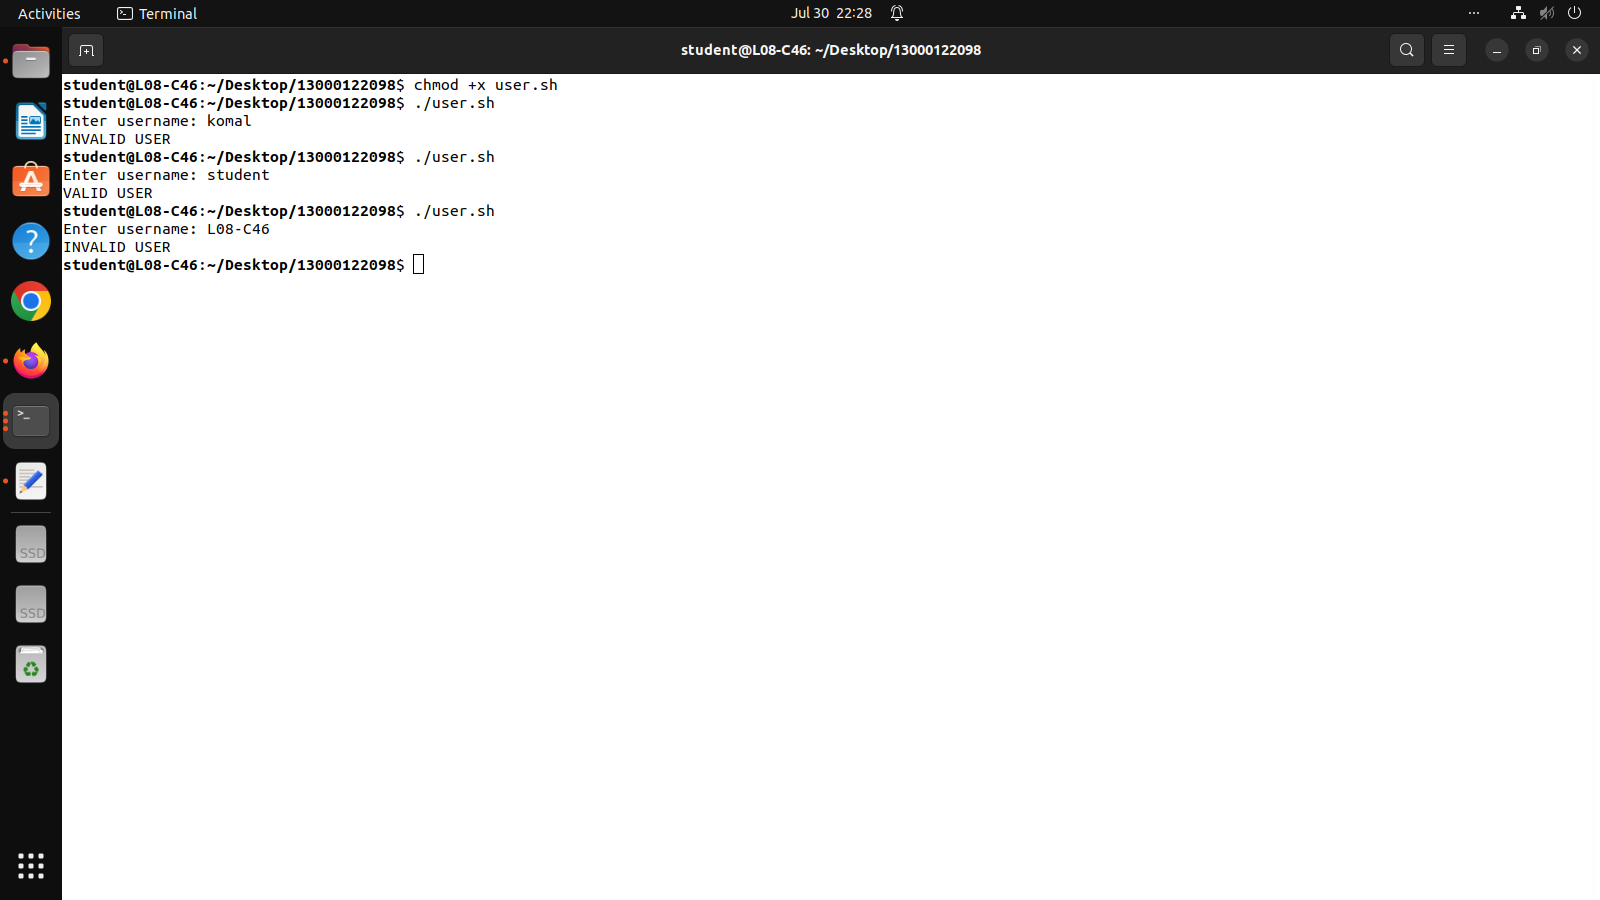 Activities Terminal Jul 30 22:28
student@L08-C46: ~/Desktop/13000122098
student@L08-C46:~/Desktop/13000122098$ chmod +x user.sh
student@L08-C46:~/Desktop/13000122098$ ./user.sh
Enter username: komal
INVALID USER
student@L08-C46:~/Desktop/13000122098$ ./user.sh
Enter username: student
VALID USER
student@L08-C46:~/Desktop/13000122098$ ./user.sh
Enter username: L08-C46
INVALID USER
student@L08-C46:~/Desktop/13000122098$
SSD
SSD